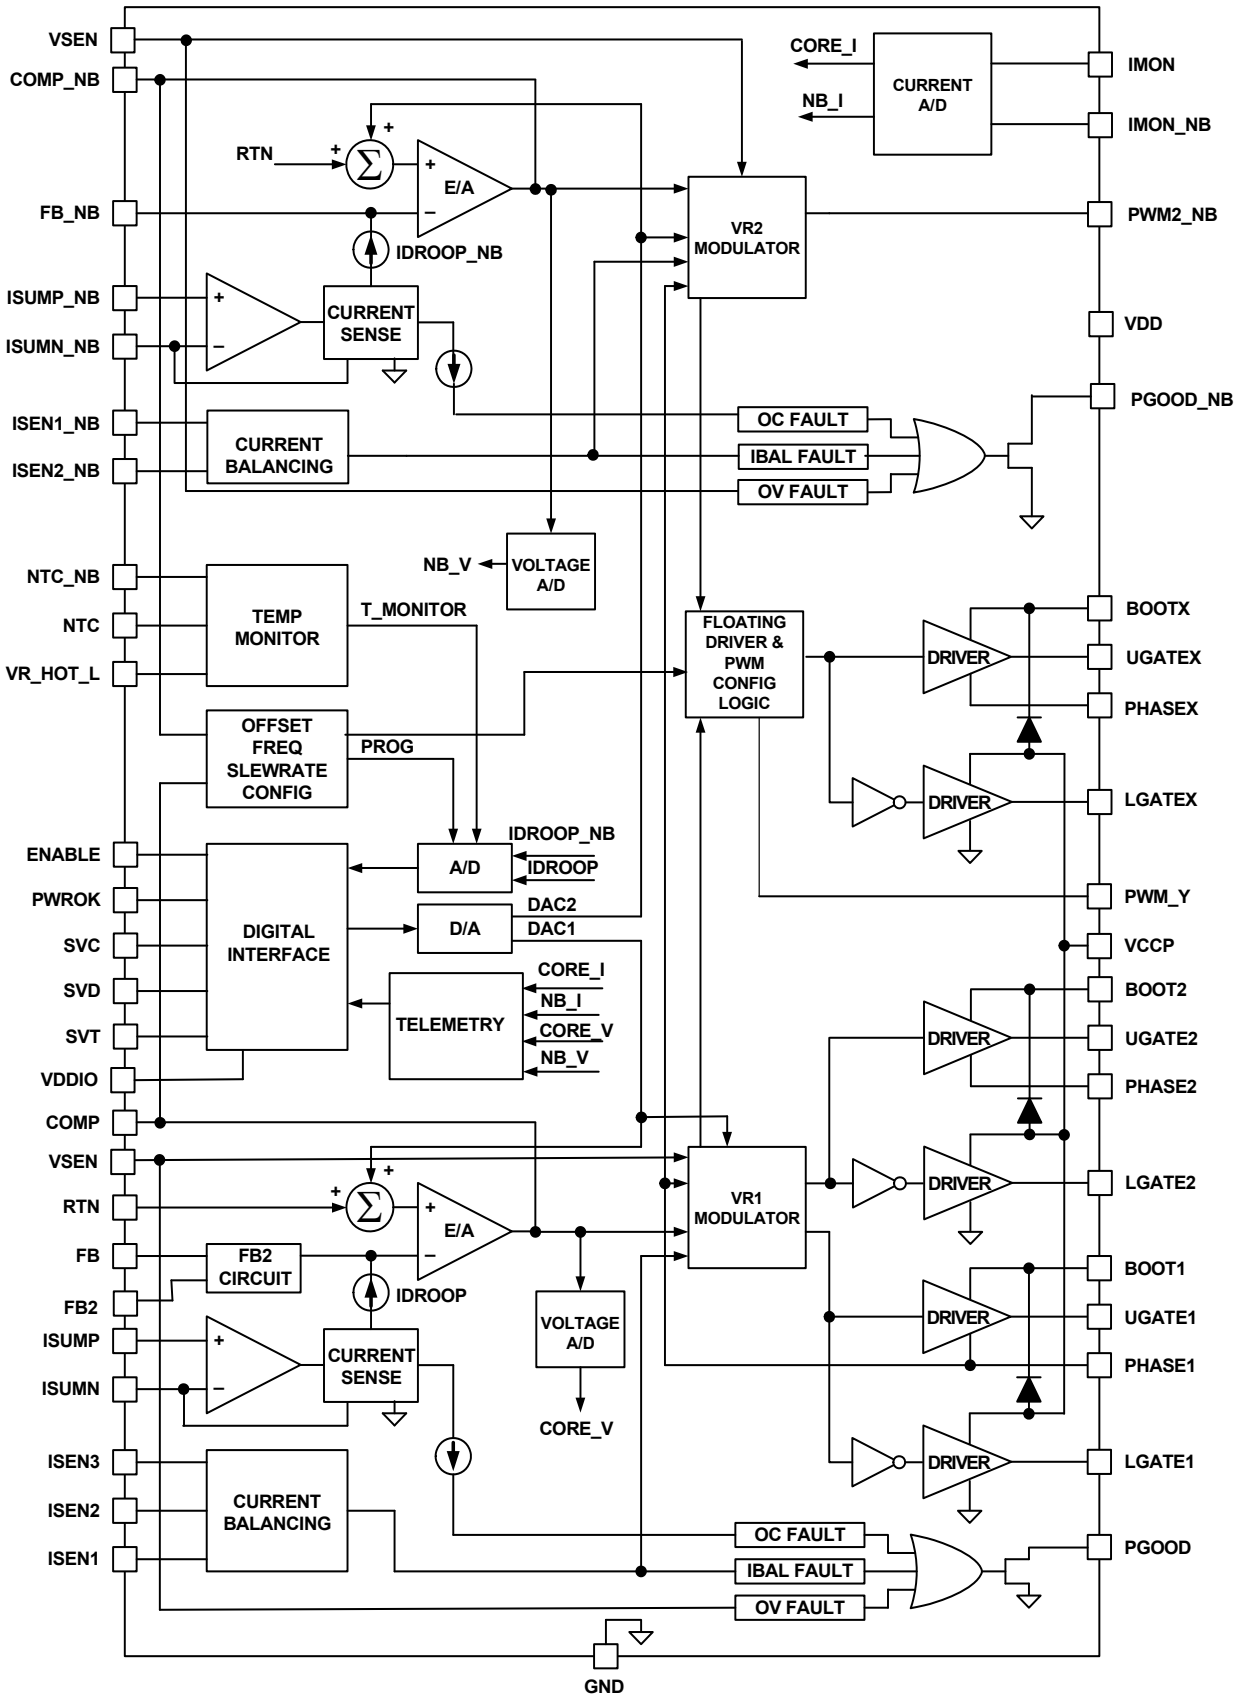 VSEN
COMP_NB
CORE_I
NB_I
CURRENT
A/D
IMON
IMON_NB
+
RTN
+
Σ
+
E/A
−
FB_NB
IDROOP_NB
VR2
MODULATOR
PWM2_NB
ISUMP_NB
+
ISUMN_NB
−
CURRENT
SENSE
VDD
PGOOD_NB
ISEN1_NB
ISEN2_NB
CURRENT
BALANCING
OC FAULT
IBAL FAULT
OV FAULT
NB_V
VOLTAGE
A/D
NTC_NB
NTC
VR_HOT_L
TEMP
MONITOR
T_MONITOR
FLOATING
DRIVER &
PWM
CONFIG
LOGIC
DRIVER
BOOTX
UGATEX
PHASEX
OFFSET
FREQ
SLEWRATE
CONFIG
PROG
DRIVER
LGATEX
ENABLE
PWROK
SVC
SVD
SVT
VDDIO
DIGITAL
INTERFACE
A/D
IDROOP_NB
IDROOP
D/A
DAC2
DAC1
TELEMETRY
CORE_I
NB_I
CORE_V
NB_V
PWM_Y
VCCP
BOOT2
DRIVER
UGATE2
PHASE2
COMP
VSEN
RTN
+
+
Σ
+
E/A
−
VR1
MODULATOR
DRIVER
LGATE2
FB
FB2
FB2
CIRCUIT
IDROOP
VOLTAGE
A/D
CORE_V
BOOT1
DRIVER
UGATE1
PHASE1
ISUMP
+
ISUMN
−
CURRENT
SENSE
DRIVER
LGATE1
ISEN3
ISEN2
ISEN1
CURRENT
BALANCING
OC FAULT
IBAL FAULT
OV FAULT
PGOOD
GND